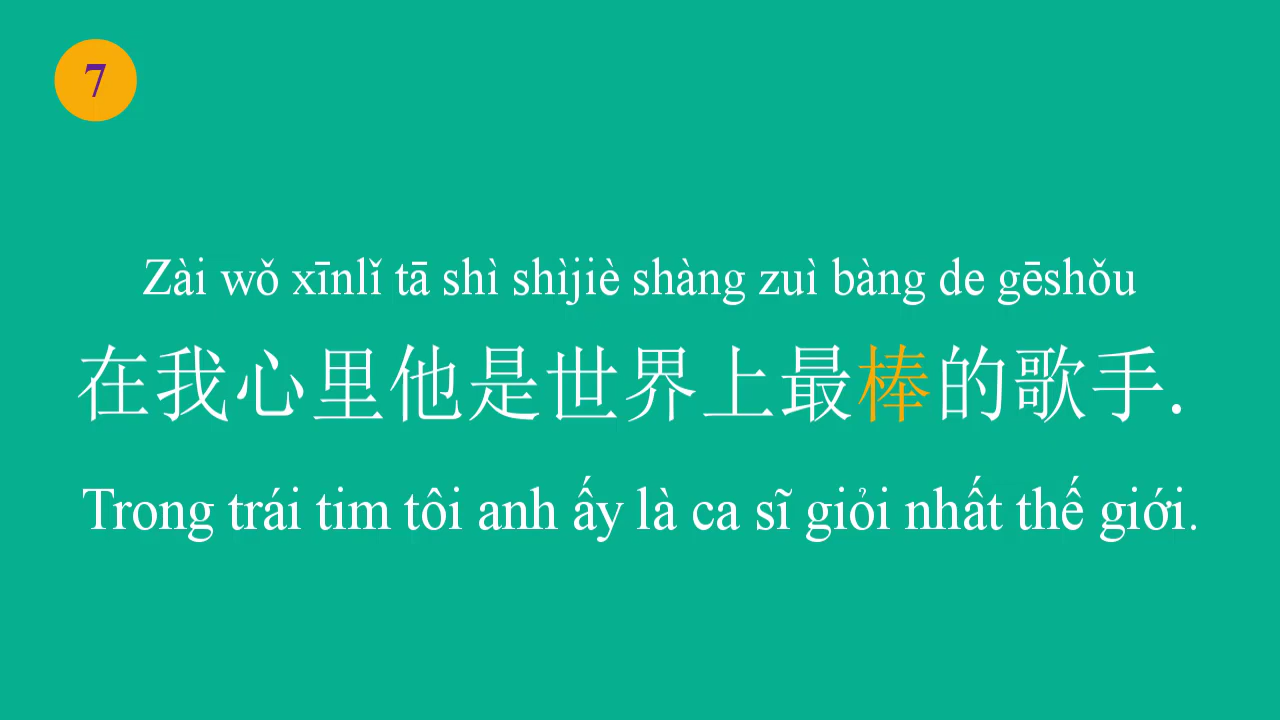 7
Zài wǒ xīnlǐ tā shì shìjiè shàng zuì bàng de gēshǒu
在我心里他是世界上最棒的歌手.
Trong trái tim tôi anh ấy là ca sĩ giỏi nhất thế giới.